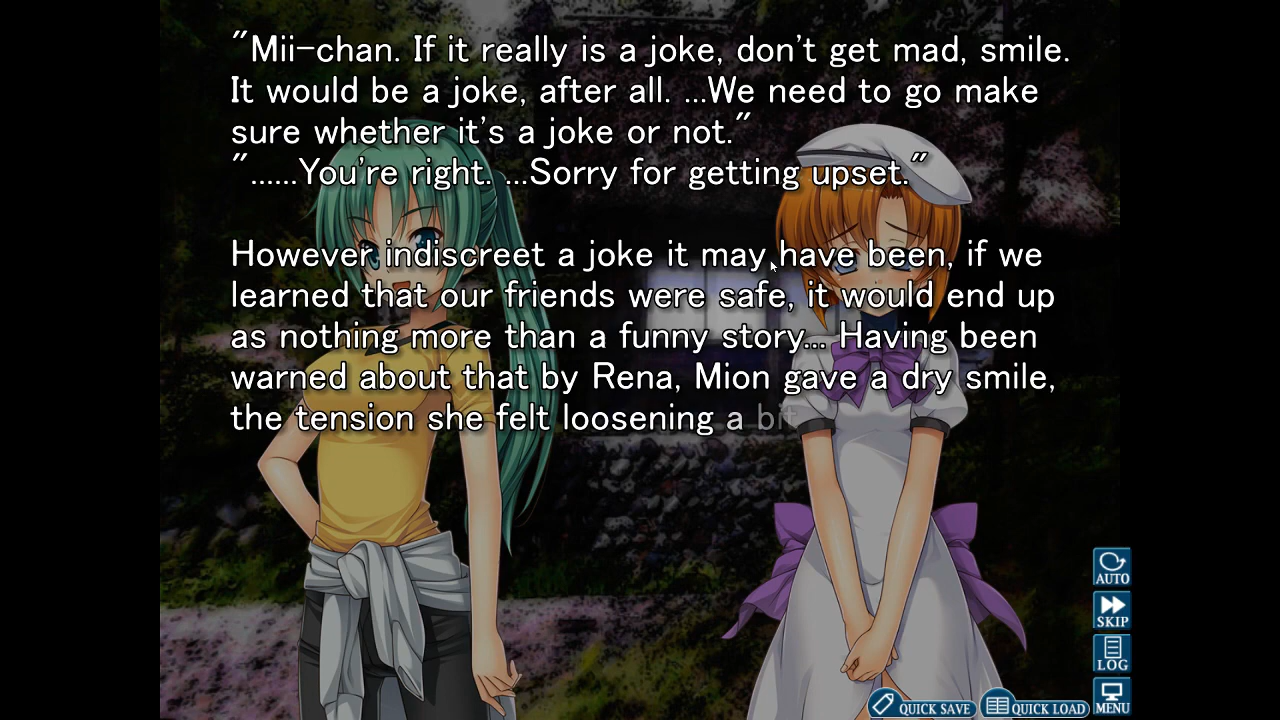 "Mii-chan. If it really is a joke, don't get mad, smile.
It would be a joke, after all. ...We need to go make
sure whether it's a joke or not."
"......You're right. ...Sorry for getting upset."
However indiscreet a joke it may have been, if we
learned that our friends were safe, it would end up
as nothing more than a funny story... Having been
warned about that by Rena, Mion gave a dry smile,
the tension she felt loosening a bit
AUTO
SKIP
LOG
MENU
QUICK SAVE
QUICK LOAD